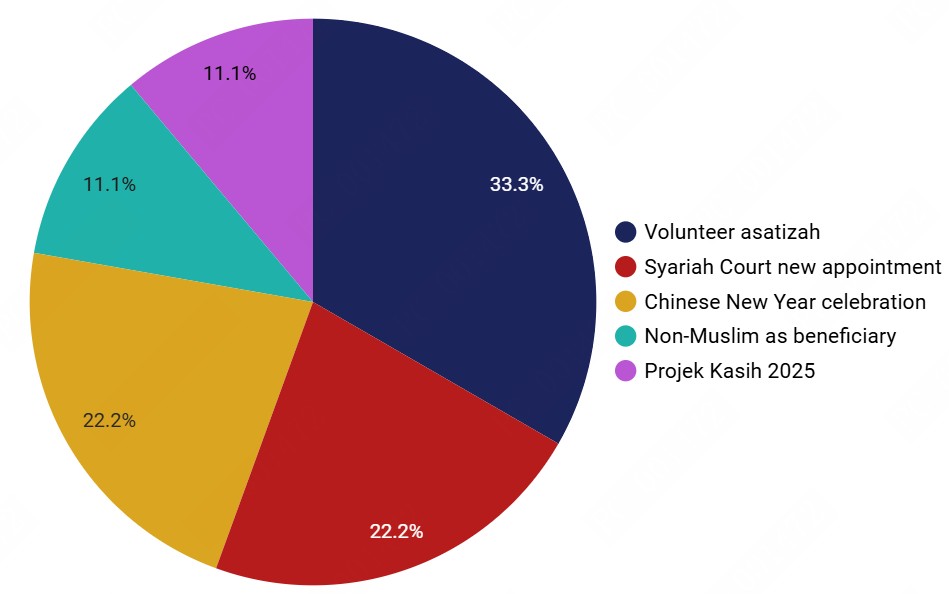 11.1%
33.3%
11.1%
22.2%
22.2%
Volunteer asatizah
Syariah Court new appointment
Chinese New Year celebration
Non-Muslim as beneficiary
Projek Kasih 2025